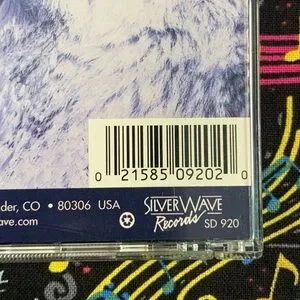 0 21585 09202 0
der, CO • 80306 USA
ave.com
SILVER WAVE
Records
SD 920